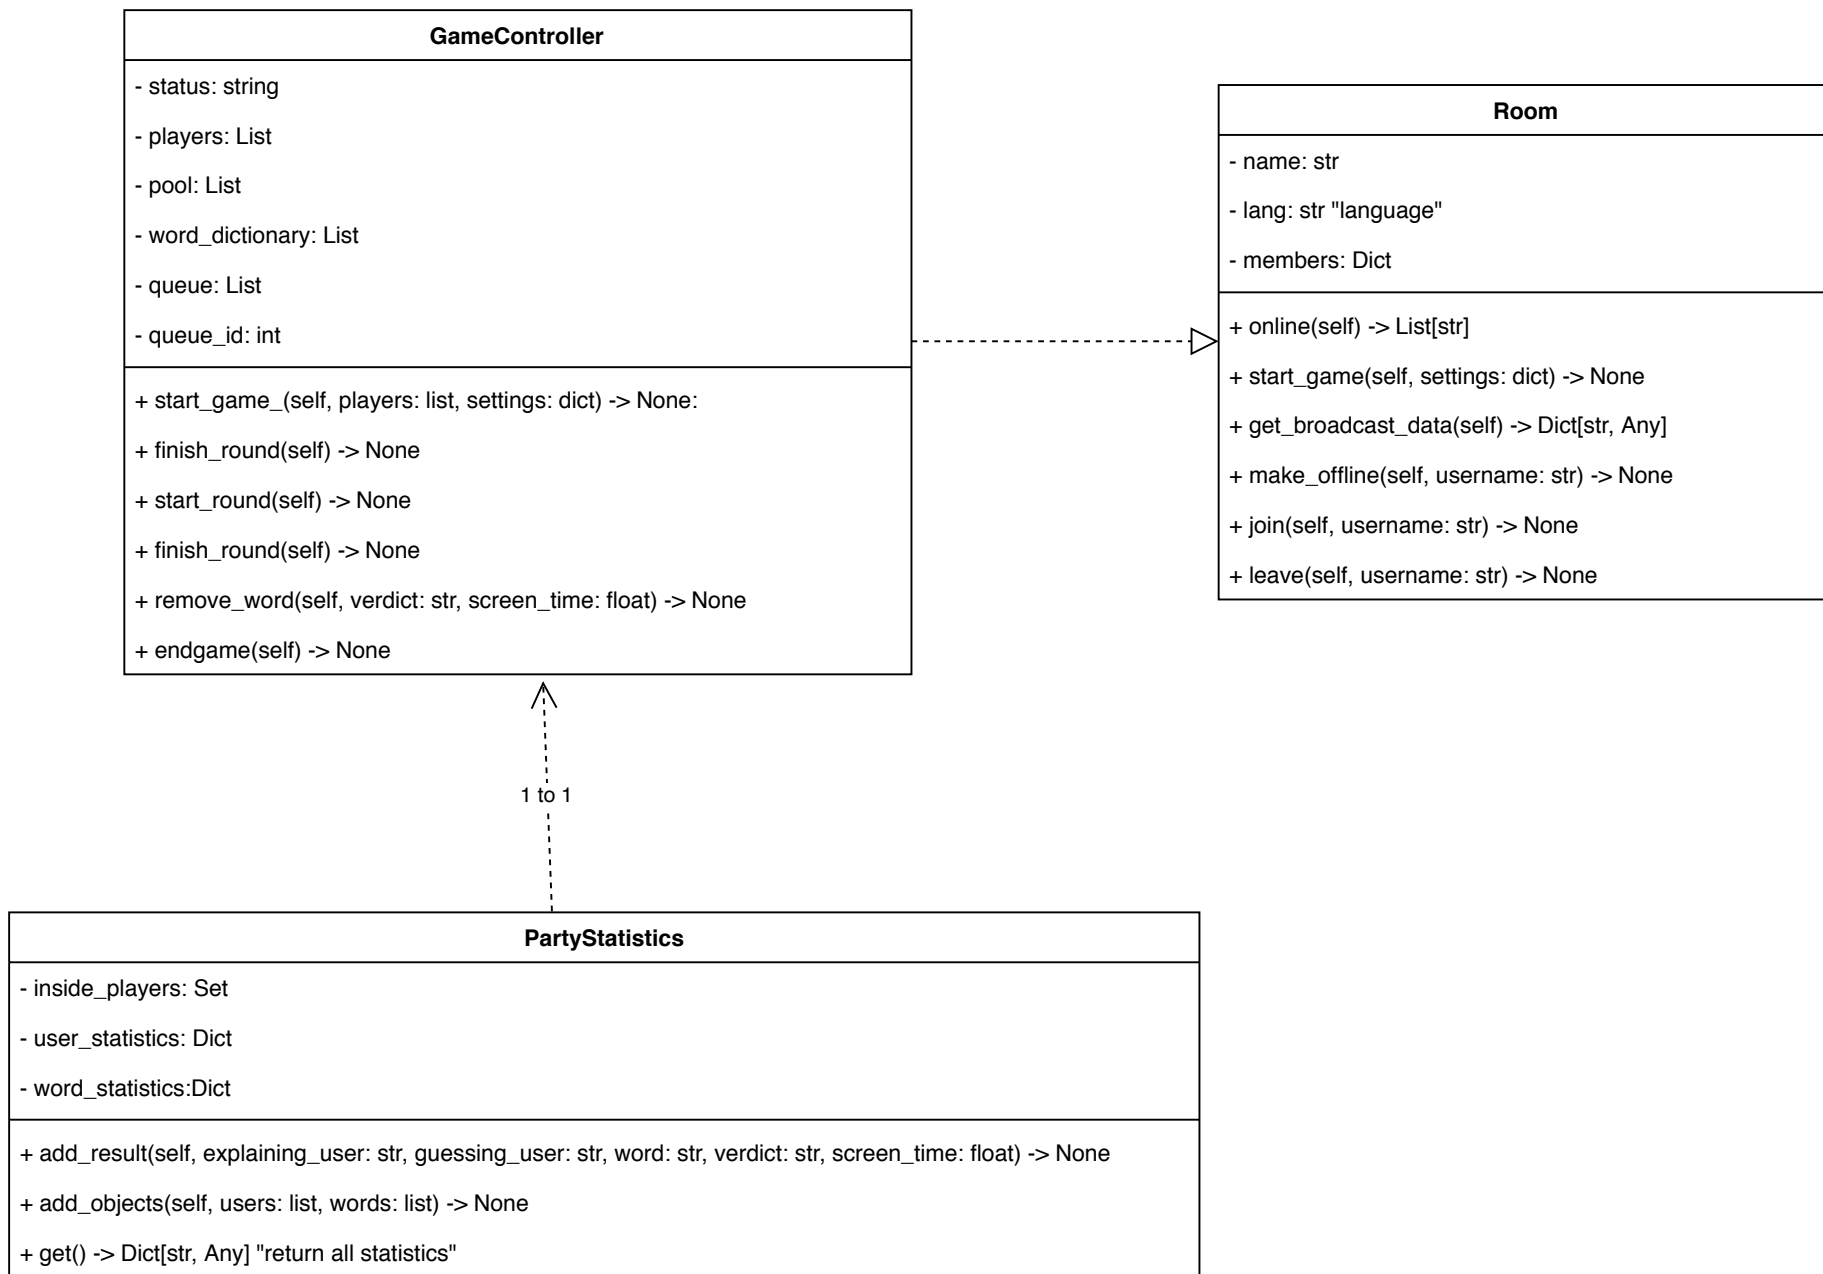 GameController
- status: string
- players: List
- pool: List
- word_dictionary: List
- queue: List
- queue_id: int
+ start_game_(self, players: list, settings: dict) -> None:
+ finish_round(self) -> None
+ start_round(self) -> None
+ finish_round(self) -> None
+ remove_word(self, verdict: str, screen_time: float) -> None
+ endgame(self) -> None
Room
- name: str
- lang: str "language"
- members: Dict
+ online(self) -> List[str]
+ start_game(self, settings: dict) -> None
+ get_broadcast_data(self) -> Dict[str, Any]
+ make_offline(self, username: str) -> None
+ join(self, username: str) -> None
+ leave(self, username: str) -> None
1 to 1
PartyStatistics
- inside_players: Set
- user_statistics: Dict
- word_statistics:Dict
+ add_result(self, explaining_user: str, guessing_user: str, word: str, verdict: str, screen_time: float) -> None
+ add_objects(self, users: list, words: list) -> None
+ get() -> Dict[str, Any] "return all statistics"